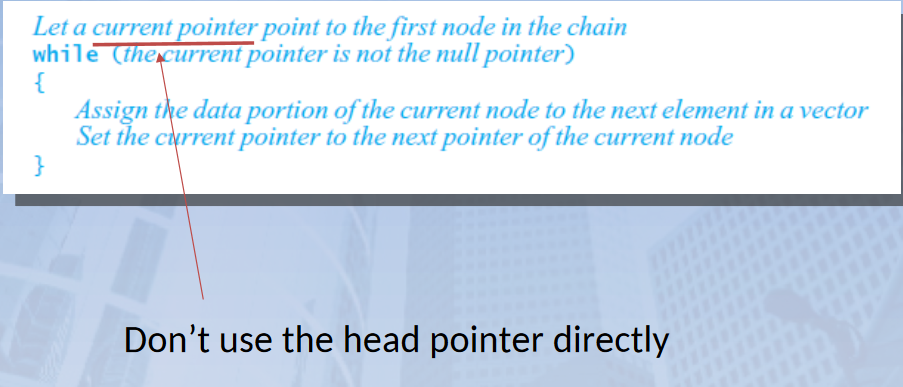 Let a current pointer point to the first node in the chain
while (the current pointer is not the null pointer)
{
Assign the data portion of the current node to the next element in a vector
Set the current pointer to the next pointer of the current node
}
Don’t use the head pointer directly